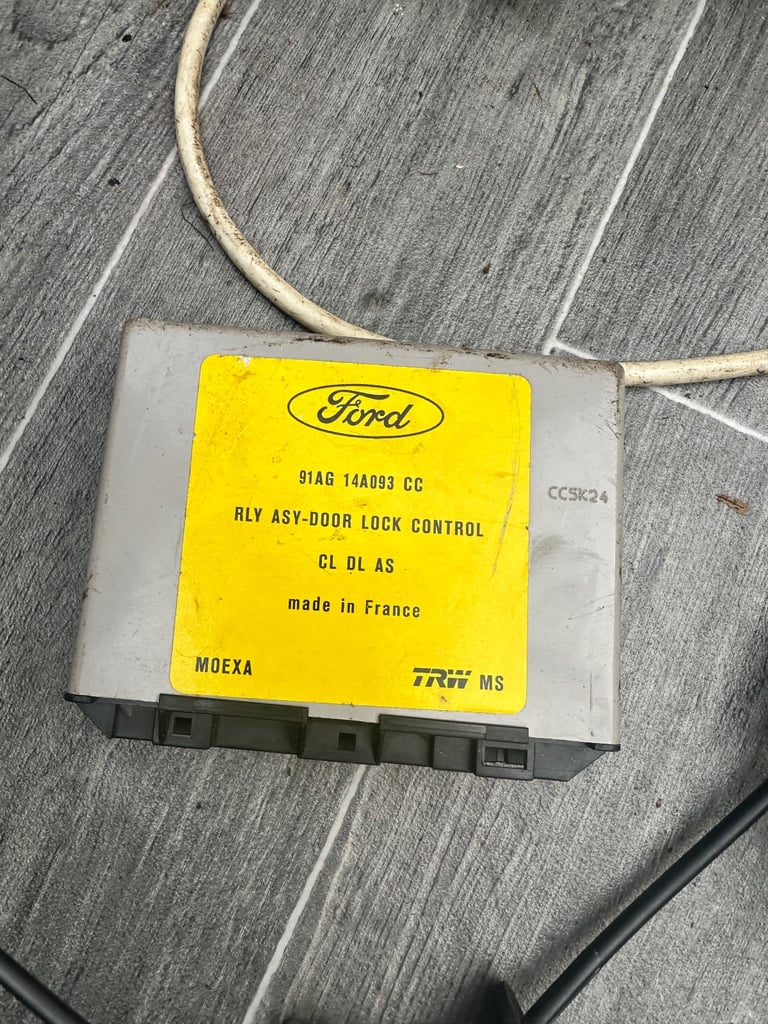 Ford
91AG 14A093 CC
CC5K24
RLY ASY-DOOR LOCK CONTROL
CL DL AS
made in France
MOEXA
TRW MS